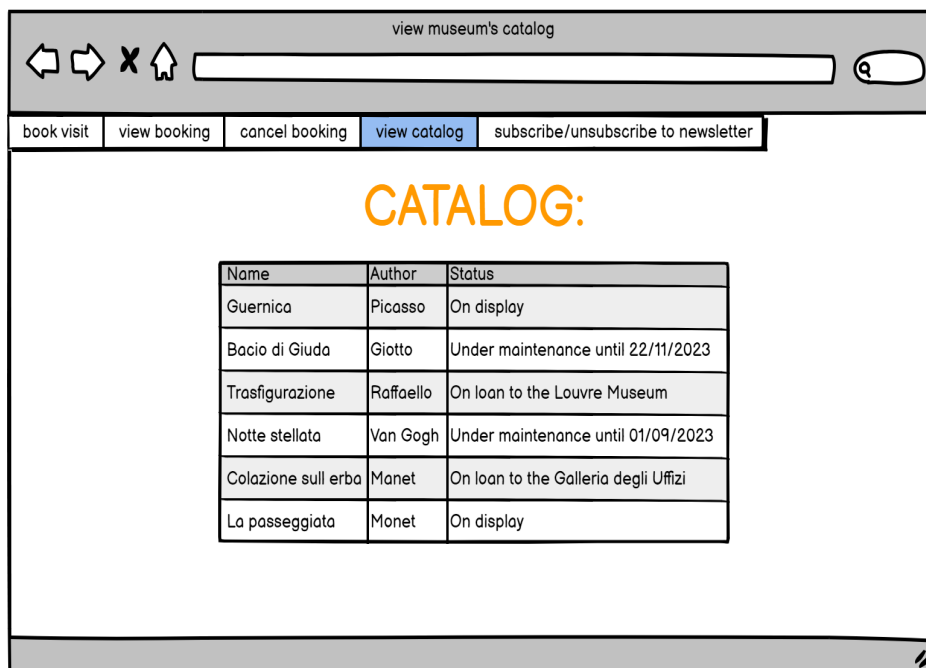 view museum's catalog
book visit view booking cancel booking view catalog subscribe/unsubscribe to newsletter
CATALOG:
Name Author Status
Guernica Picasso On display
Bacio di Giuda Giotto Under maintenance until 22/11/2023
Trasfigurazione Raffaello On loan to the Louvre Museum
Notte stellata Van Gogh Under maintenance until 01/09/2023
Colazione sull erba Manet On loan to the Galleria degli Uffizi
La passeggiata Monet On display